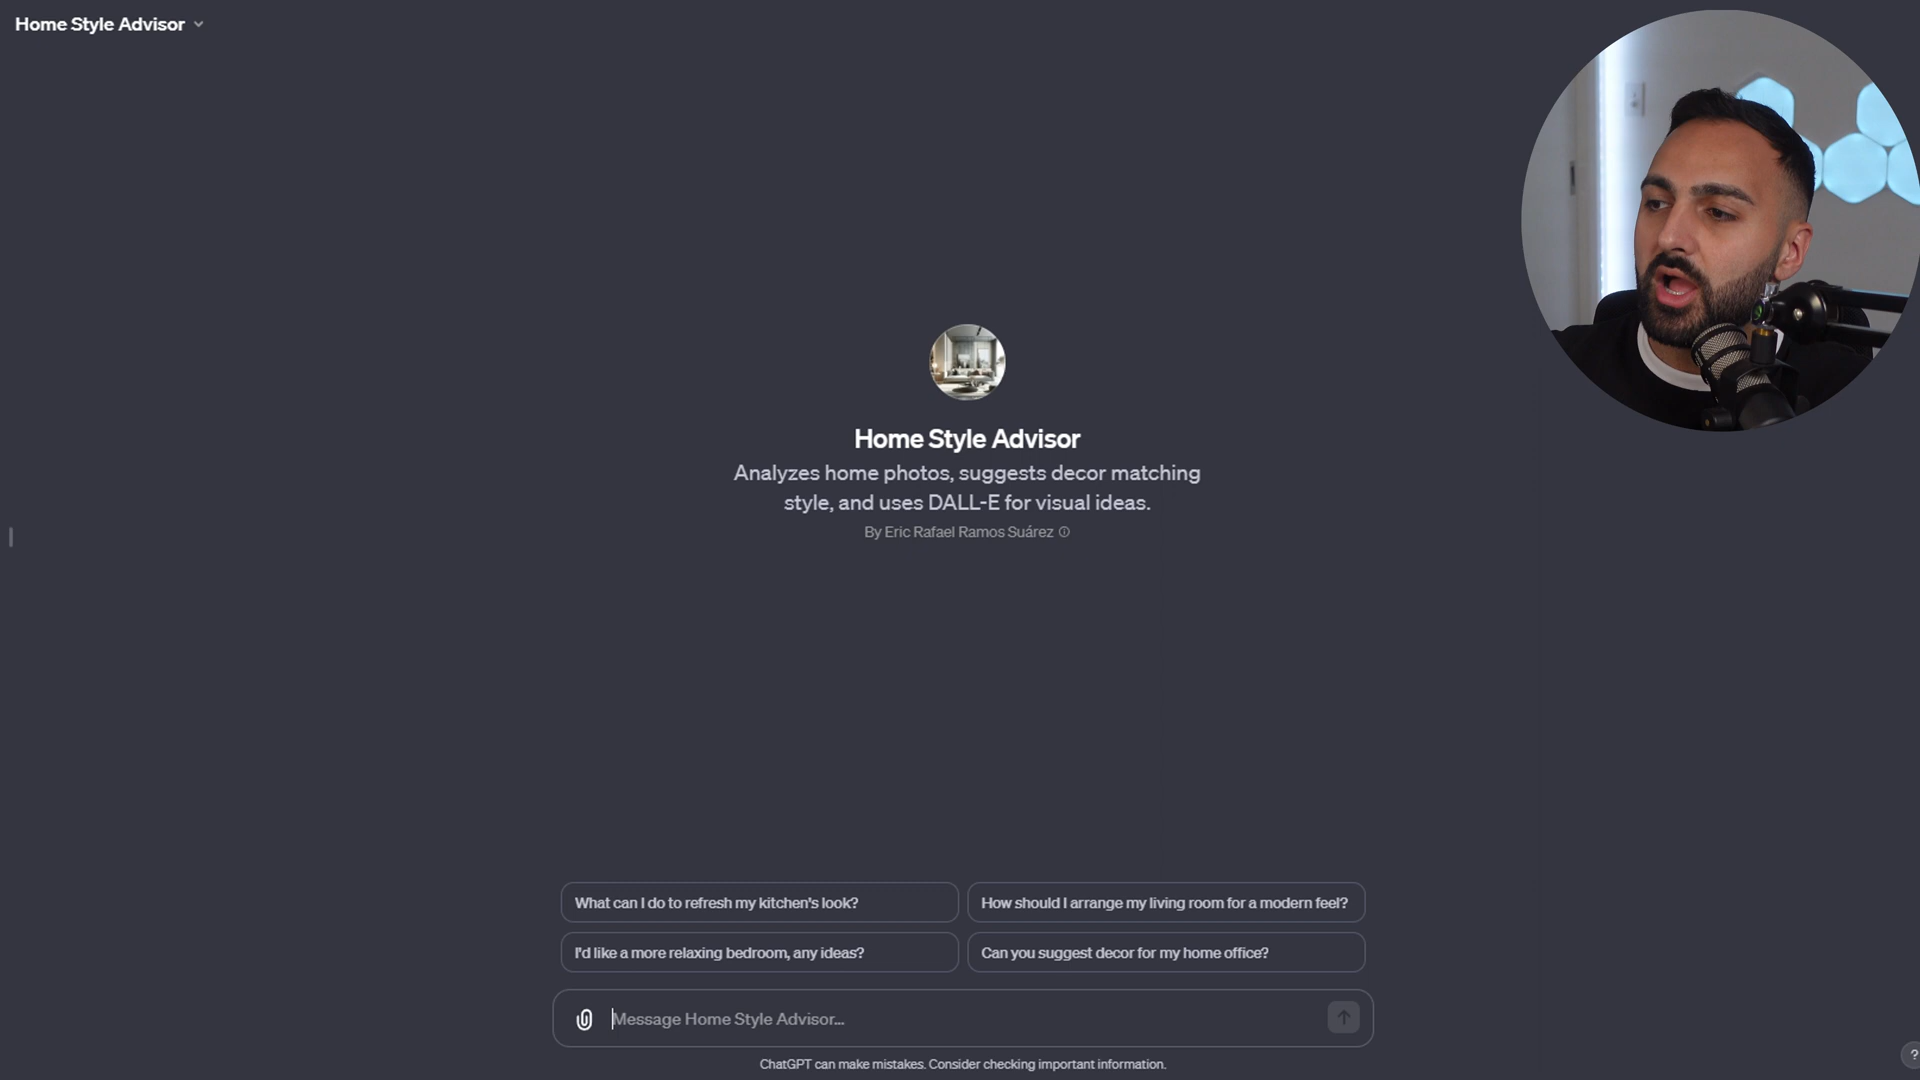 Home Style Advisor
Home Style Advisor
Analyzes home photos, suggests decor matching
style, and uses DALL-E for visual ideas.
By Eric Rafael Ramos Suárez
What can I do to refresh my kitchen's look?
How should I arrange my living room for a modern feel?
I'd like a more relaxing bedroom, any ideas?
Can you suggest decor for my home office?
Message Home Style Advisor...
ChatGPT can make mistakes. Consider checking important information.
?